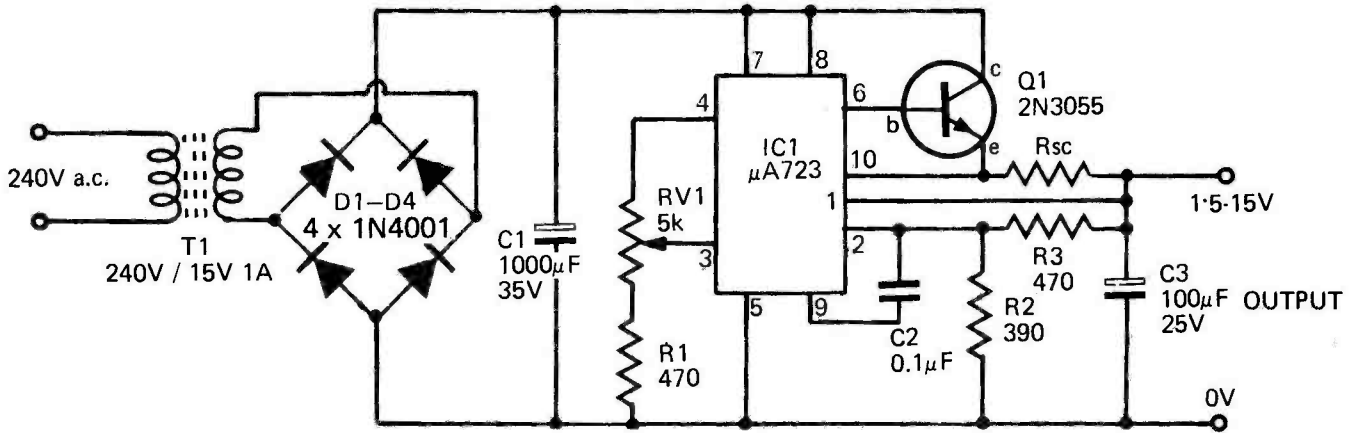 240V a.c.
T1
240V / 15V 1A
D1–D4
4 x 1N4001
C1
1000µF
35V
RV1
5k
R1
470
4
3
7
8
5
9
IC1
µA723
6
10
1
2
b
c
e
Q1
2N3055
Rsc
R3
470
R2
390
C2
0.1µF
C3
100µF
25V
OUTPUT
1·5-15V
0V